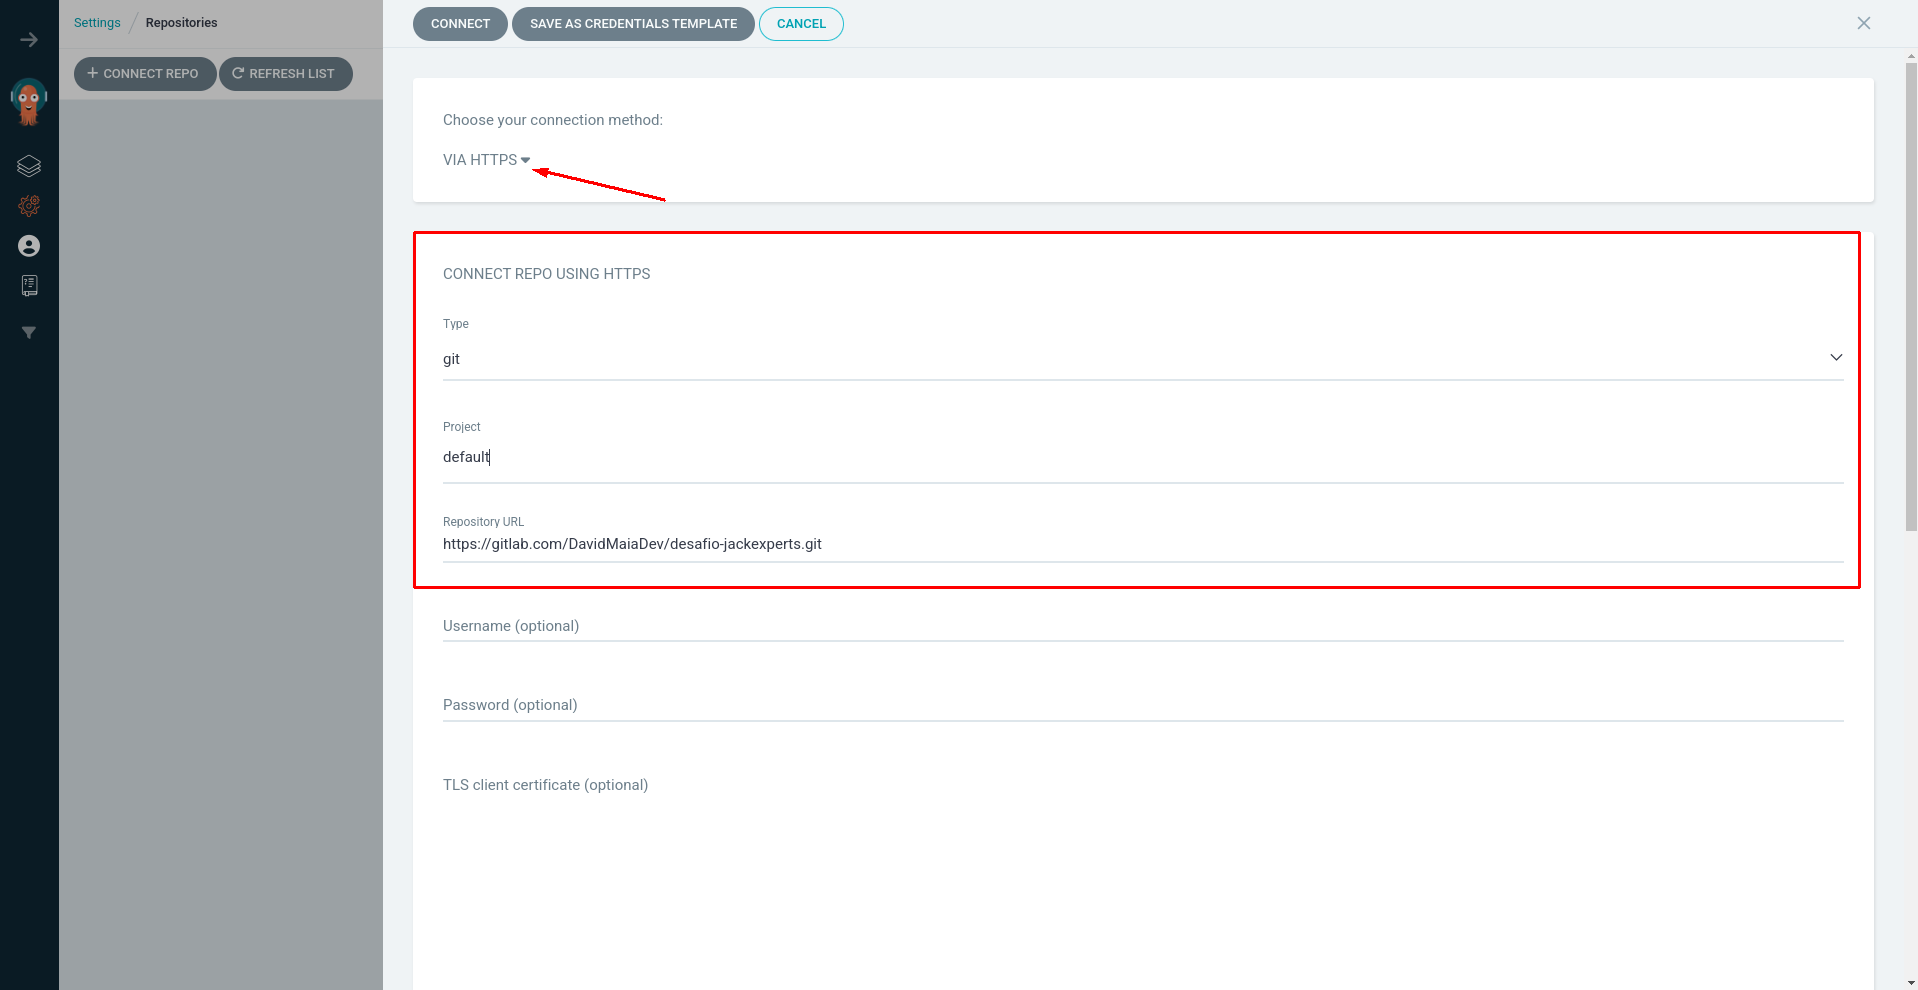 Settings / Repositories
CONNECT REPO REFRESH LIST
CONNECT SAVE AS CREDENTIALS TEMPLATE CANCEL
Choose your connection method:
VIA HTTPS
CONNECT REPO USING HTTPS
Type
git
Project
default
Repository URL
https://gitlab.com/DavidMaiaDev/desafio-jackexperts.git
Username (optional)
Password (optional)
TLS client certificate (optional)